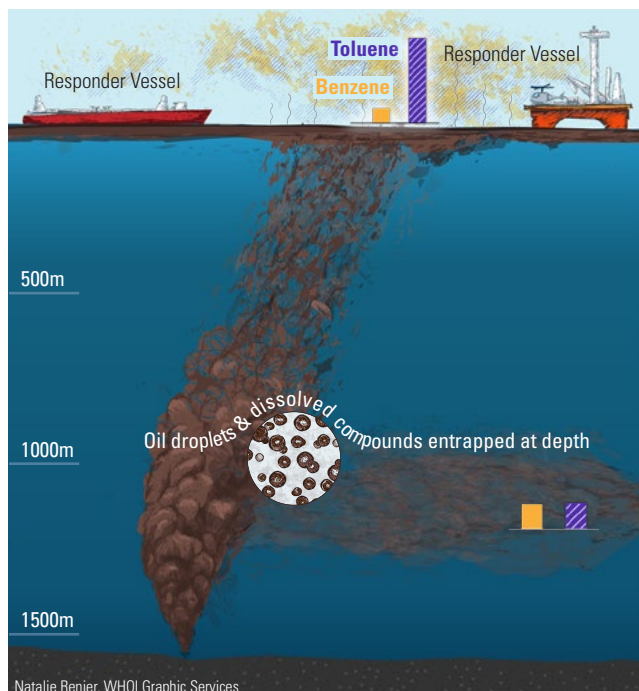 Toluene
Responder Vessel
Responder Vessel
Benzene
500m
Oil droplets & dissolved compounds entrapped at depth
1000m
1500m
Natalie Renier, WHOI Graphic Services